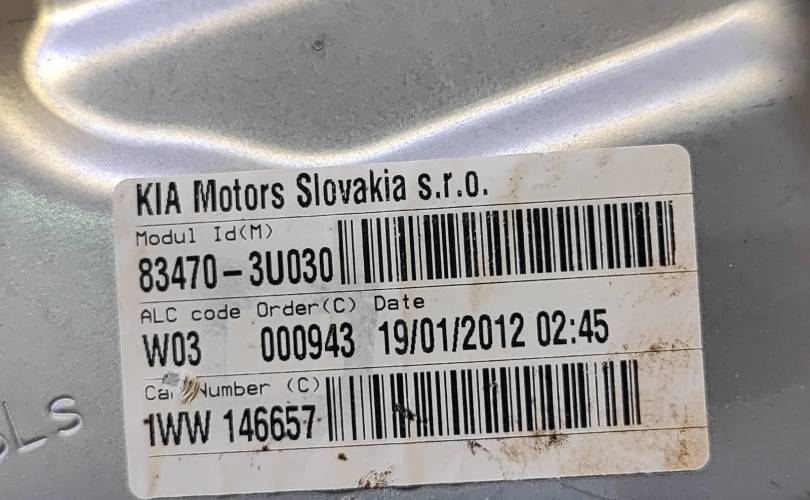 KIA Motors Slovakia s.r.o.
Modul Id(M)
83470-3U030
ALC code Order(C) Date
W03 000943 19/01/2012 02:45
Number (C)
1WW 146657